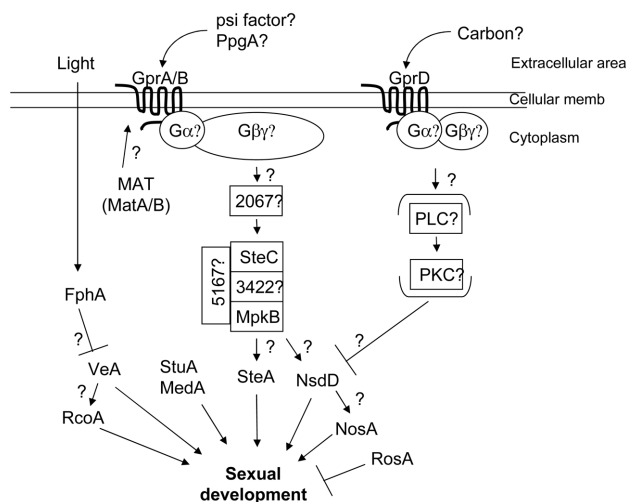 psi factor?
PpgA?
Carbon?
Light
GprA/B
GprD
Extracellular area
Cellular memb
Gα?
Gβγ?
Gα?
Gβγ?
Cytoplasm
?
MAT
(MatA/B)
?
?
2067?
PLC?
5167?
SteC
3422?
MpkB
PKC?
FphA
?
?
?
?
VeA
StuA
MedA
SteA
NsdD
?
RcoA
?
NosA
RosA
Sexual
development